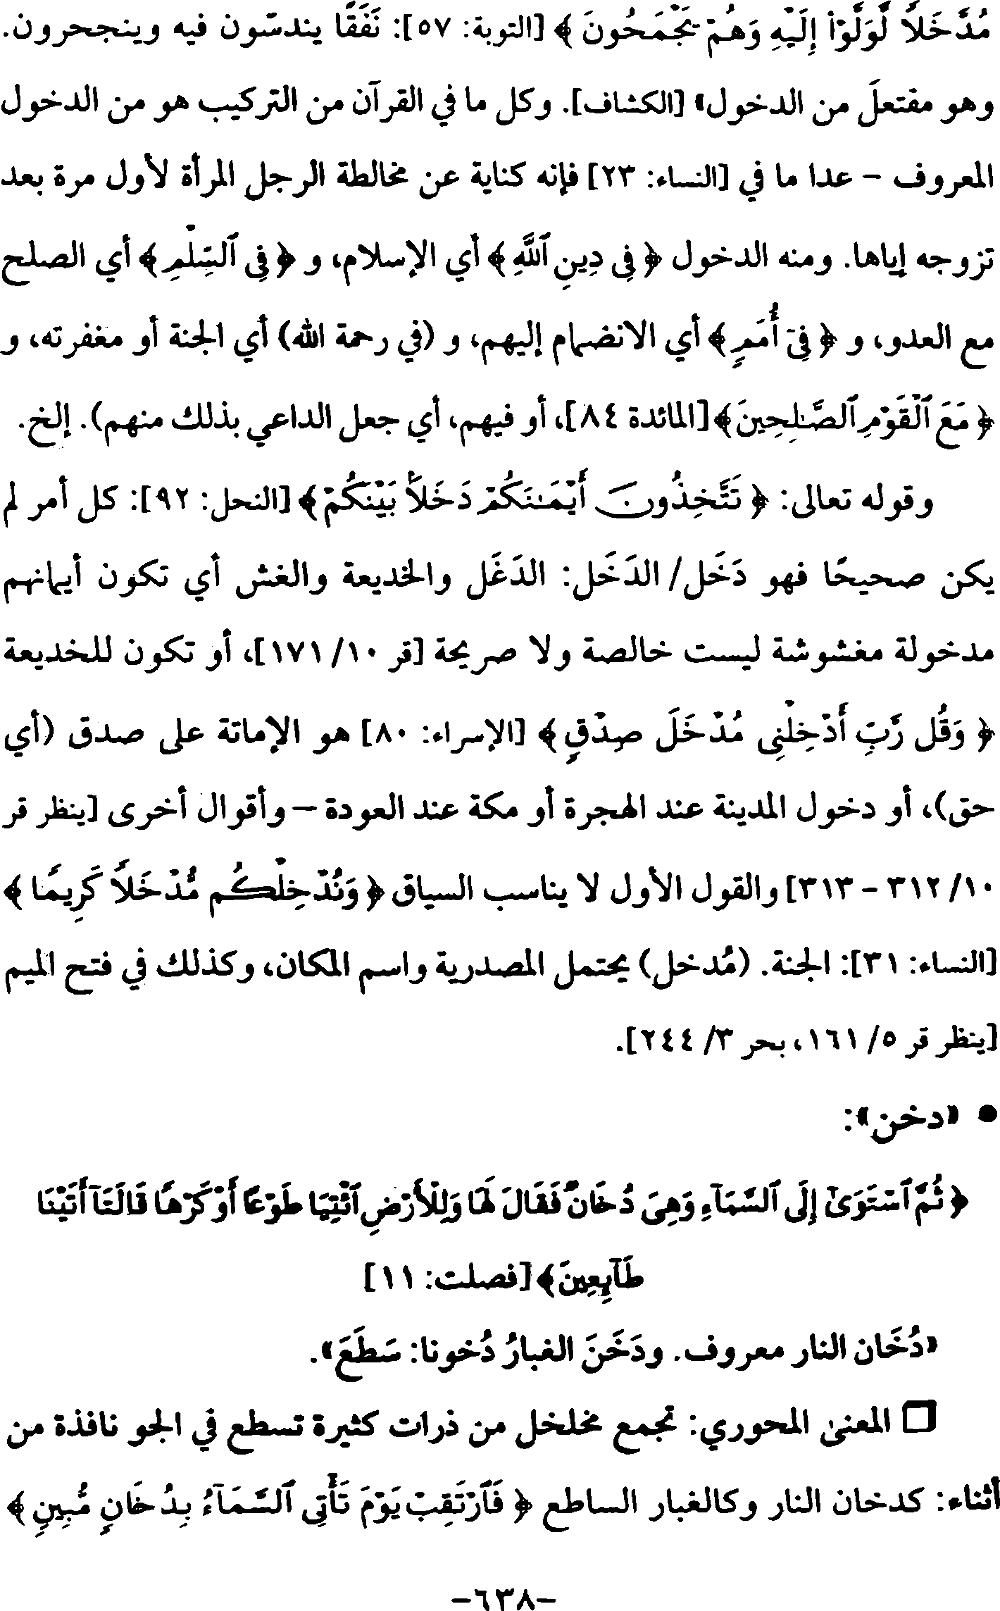 مُدَّخَلًا لَّوَلَّوْا۟ إِلَيْهِ وَهُمْ يَجْمَحُونَ ﴾ [التوبة: ٥٧]: نَفَقًا يندسّون فيه وينجحرون.
وهو مفتعلَ من الدخول» [الكشاف]. وكل ما في القرآن من التركيب هو من الدخول
المعروف – عدا ما في [النساء: ٢٣] فإنه كناية عن مخالطة الرجل المرأة لأول مرة بعد
تزوجه إياها. ومنه الدخول ﴿ فِى دِينِ ٱللَّهِ ﴾ أي الإسلام، و ﴿ فِى ٱلسِّلْمِ ﴾ أي الصلح
مع العدو، و ﴿ فِىٓ أُمَمٍ ﴾ أي الانضمام إليهم، و (في رحمة الله) أي الجنة أو مغفرته، و
﴿ مَعَ ٱلْقَوْمِ ٱلصَّـٰلِحِينَ ﴾ [المائدة ٨٤]، أو فيهم، أي جعل الداعي بذلك منهم). إلخ.
وقوله تعالى: ﴿ تَتَّخِذُونَ أَيْمَـٰنَكُمْ دَخَلًۢا بَيْنَكُمْ ﴾ [النحل: ٩٢]: كل أمر لم
يكن صحيحًا فهو دَخَل/ الدَخَل: الدَغَل والخديعة والغش أي تكون أيمانهم
مدخولة مغشوشة ليست خالصة ولا صريحة [قر ١٠/ ١٧١]، أو تكون للخديعة
﴿ وَقُل رَّبِّ أَدْخِلْنِى مُدْخَلَ صِدْقٍ ﴾ [الإسراء: ٨٠] هو الإماتة على صدق (أي
حق)، أو دخول المدينة عند الهجرة أو مكة عند العودة – وأقوال أخرى [ينظر قر
١٠/ ٣١٢ – ٣١٣] والقول الأول لا يناسب السياق ﴿ وَنُدْخِلْكُم مُّدْخَلًا كَرِيمًا ﴾
[النساء: ٣١]: الجنة. (مُدخل) يحتمل المصدرية واسم المكان، وكذلك في فتح الميم
[ينظر قر ٥/ ١٦١، بحر ٣/ ٢٤٤].
• «دخن»:
﴿ ثُمَّ ٱسْتَوَىٰٓ إِلَى ٱلسَّمَآءِ وَهِىَ دُخَانٌ فَقَالَ لَهَا وَلِلْأَرْضِ ٱئْتِيَا طَوْعًا أَوْ كَرْهًا قَالَتَآ أَتَيْنَا
طَآئِعِينَ ﴾ [فصلت: ١١]
«دُخَان النار معروف. ودَخَنَ الغبارُ دُخونا: سَطَعَ».
□ المعنى المحوري: تجمع مخلخل من ذرات كثيرة تسطع في الجو نافذة من
أثناء: كدخان النار وكالغبار الساطع ﴿ فَٱرْتَقِبْ يَوْمَ تَأْتِى ٱلسَّمَآءُ بِدُخَانٍ مُّبِينٍ ﴾
-٦٣٨-